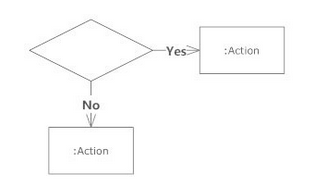 Yes
:Action
No
:Action